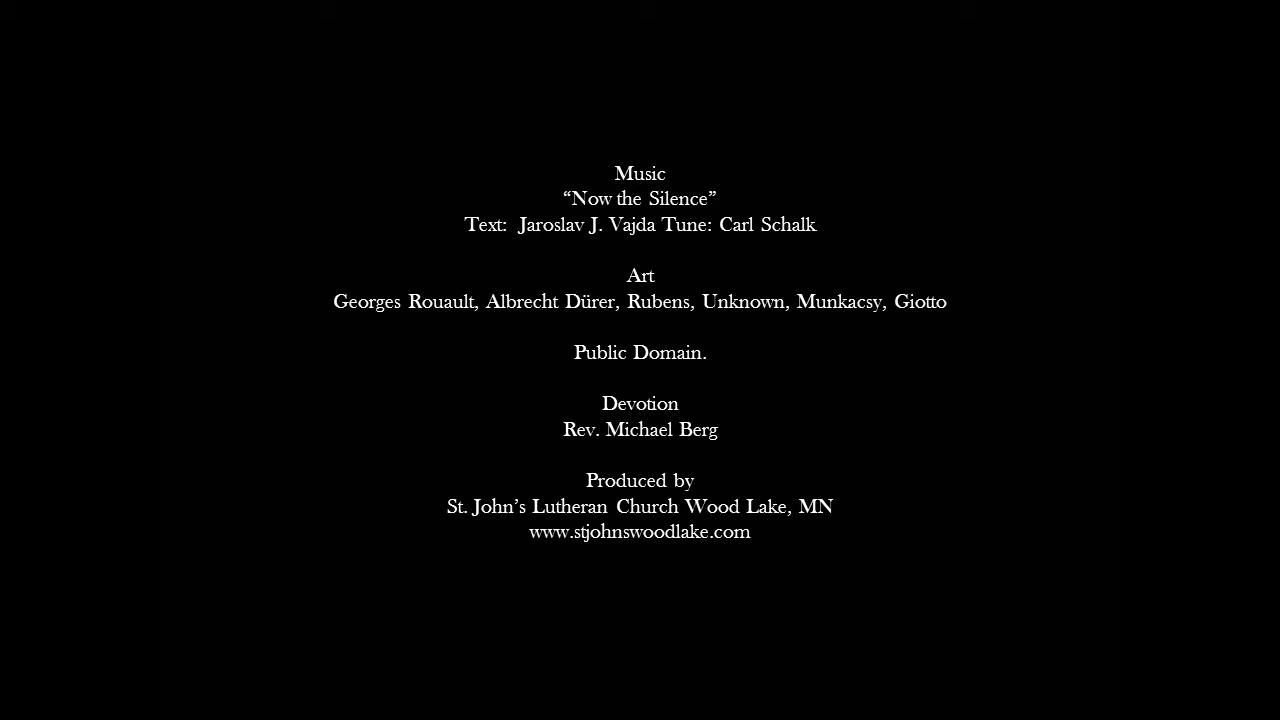 Music
“Now the Silence”
Text: Jaroslav J. Vajda Tune: Carl Schalk
Art
Georges Rouault, Albrecht Dürer, Rubens, Unknown, Munkacsy, Giotto
Public Domain.
Devotion
Rev. Michael Berg
Produced by
St. John’s Lutheran Church Wood Lake, MN
www.stjohnswoodlake.com